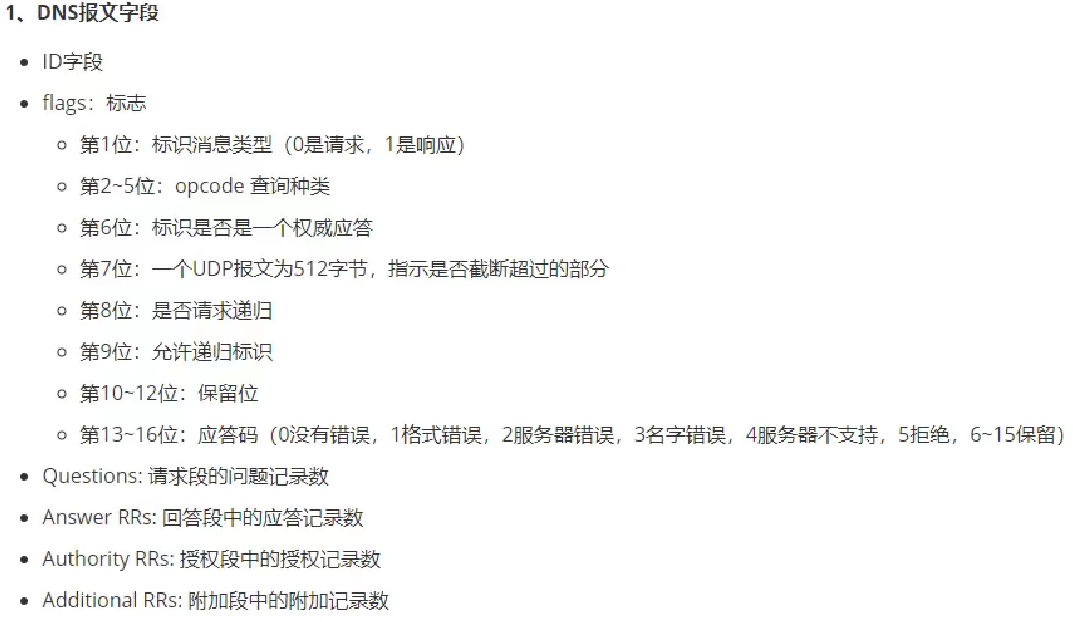 1、DNS报文字段
ID字段
flags：标志
第1位：标识消息类型（0是请求，1是响应）
第2~5位：opcode 查询种类
第6位：标识是否是一个权威应答
第7位：一个UDP报文为512字节，指示是否截断超过的部分
第8位：是否请求递归
第9位：允许递归标识
第10~12位：保留位
第13~16位：应答码（0没有错误，1格式错误，2服务器错误，3名字错误，4服务器不支持，5拒绝，6~15保留）
Questions: 请求段的问题记录数
Answer RRs: 回答段中的应答记录数
Authority RRs: 授权段中的授权记录数
Additional RRs: 附加段中的附加记录数